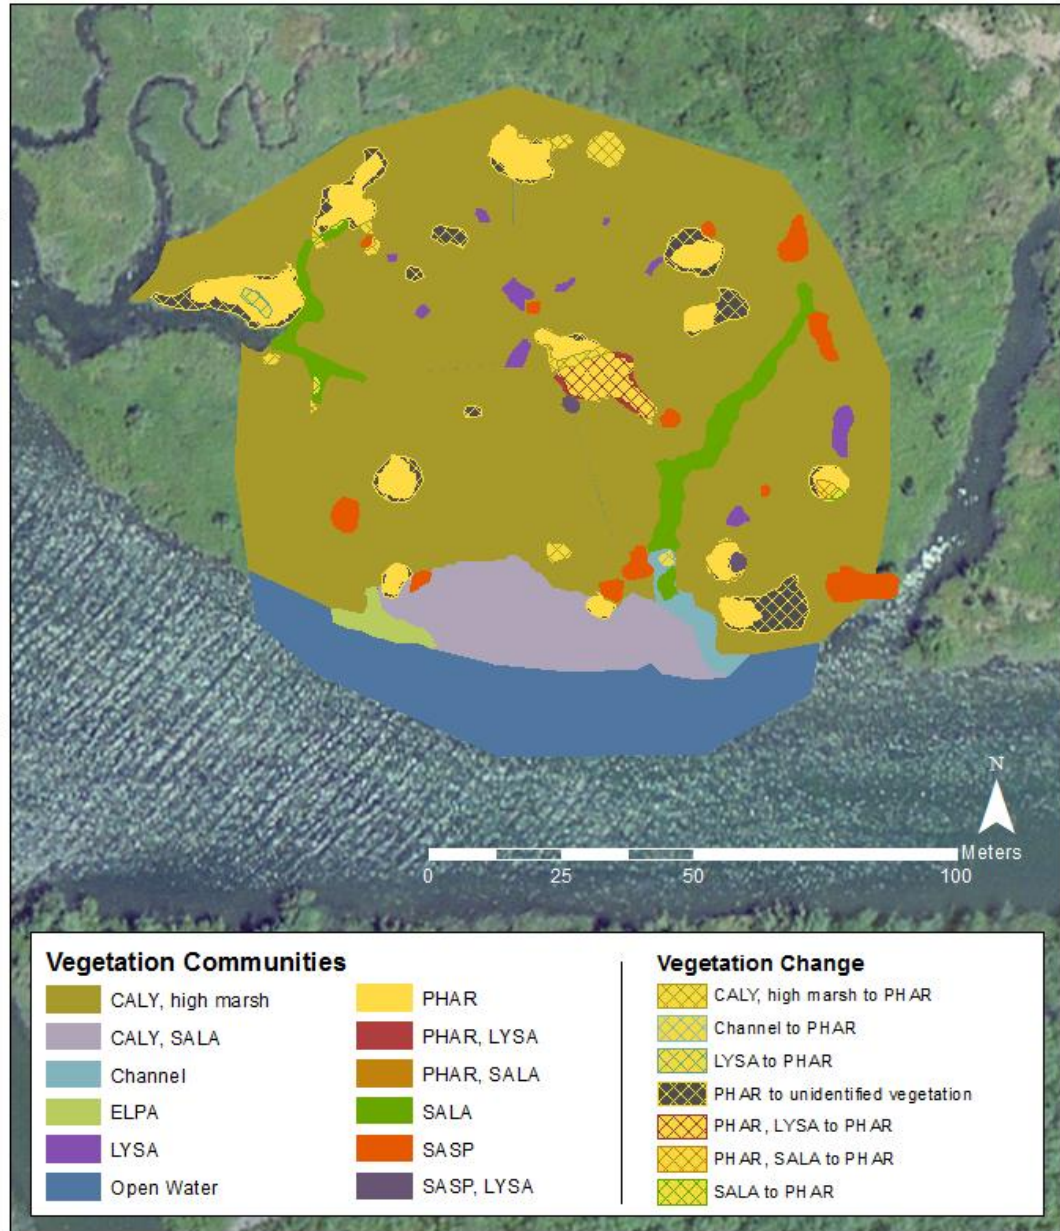 N
Meters
0 25 50 100
Vegetation Communities
CALY, high marsh
CALY, SALA
Channel
ELPA
LYSA
Open Water
PHAR
PHAR, LYSA
PHAR, SALA
SALA
SASP
SASP, LYSA
Vegetation Change
CALY, high marsh to PHAR
Channel to PHAR
LYSA to PHAR
PHAR to unidentified vegetation
PHAR, LYSA to PHAR
PHAR, SALA to PHAR
SALA to PHAR